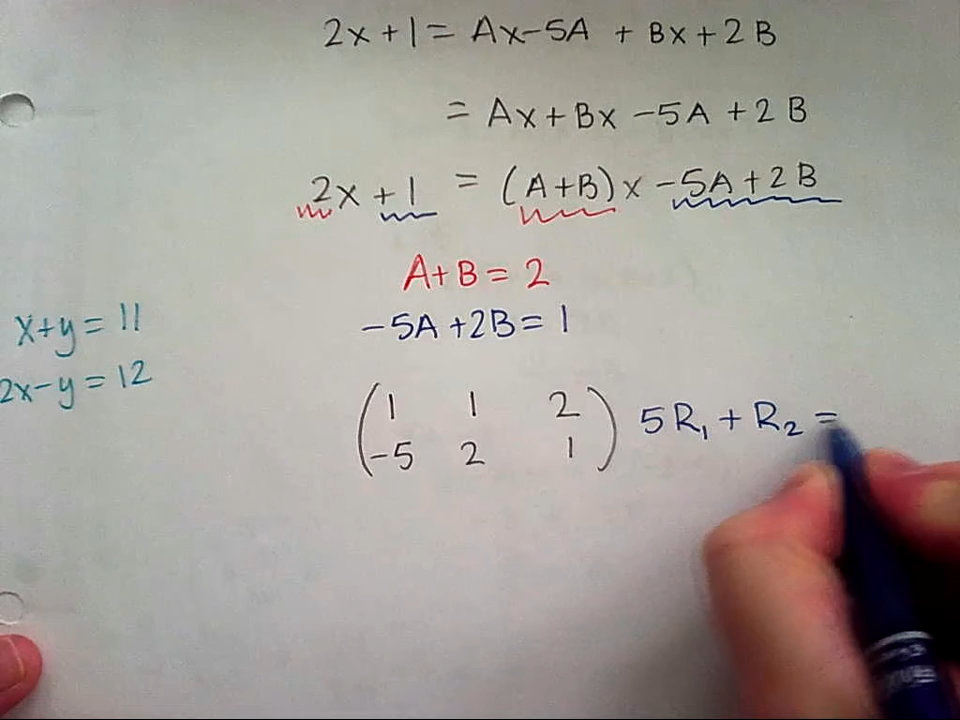 2x+1 = Ax-5A + Bx+2B
= Ax+Bx -5A +2B
2x +1 = (A+B)x -5A+2B
A+B = 2
-5A+2B = 1
x+y = 11
2x-y = 12
( 1 1 2
-5 2 1 ) 5R₁ + R₂ =